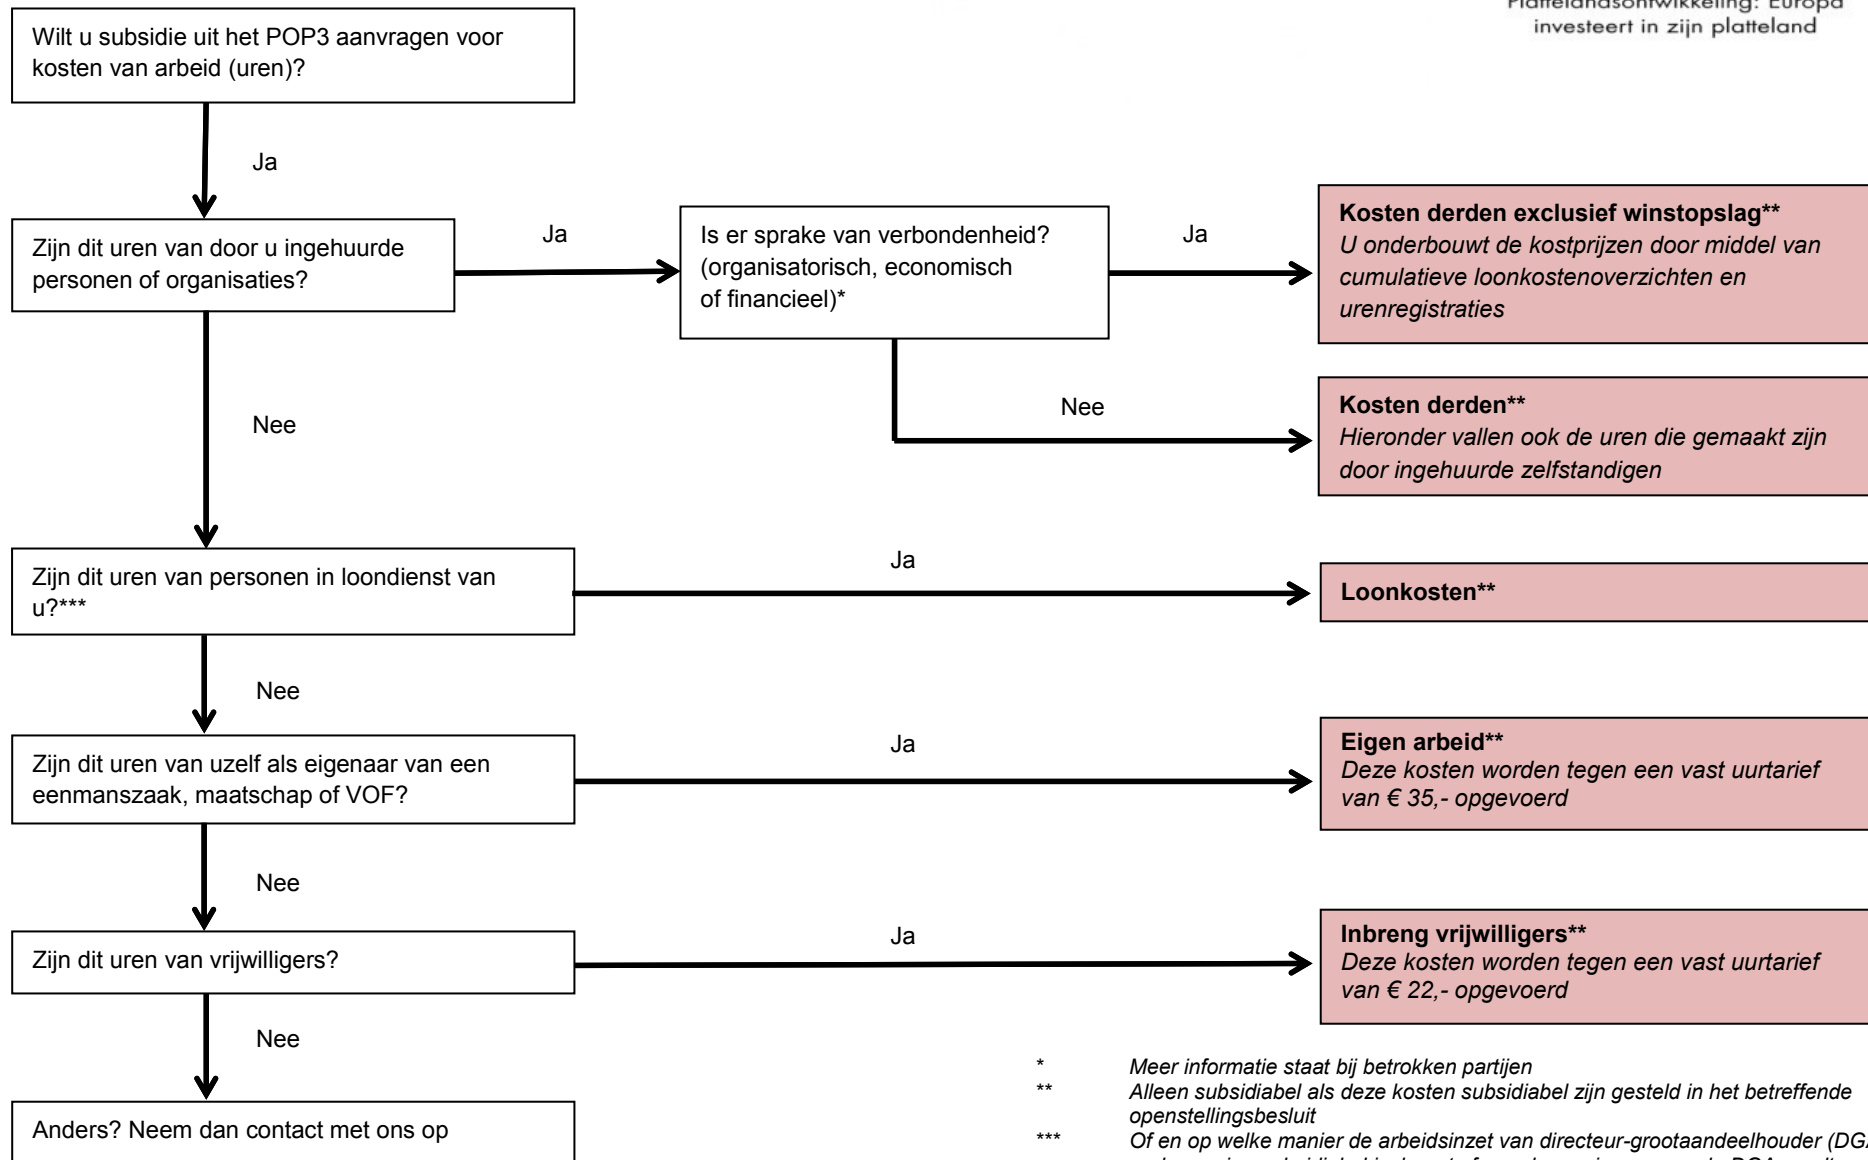 Plattelandsontwikkeling: Europa
investeert in zijn platteland
Wilt u subsidie uit het POP3 aanvragen voor
kosten van arbeid (uren)?
Ja
Zijn dit uren van door u ingehuurde
personen of organisaties?
Ja
Is er sprake van verbondenheid?
(organisatorisch, economisch
of financieel)*
Ja
Kosten derden exclusief winstopslag**
U onderbouwt de kostprijzen door middel van
cumulatieve loonkostenoverzichten en
urenregistraties
Nee
Kosten derden**
Hieronder vallen ook de uren die gemaakt zijn
door ingehuurde zelfstandigen
Nee
Zijn dit uren van personen in loondienst van
u?***
Ja
Loonkosten**
Nee
Zijn dit uren van uzelf als eigenaar van een
eenmanszaak, maatschap of VOF?
Ja
Eigen arbeid**
Deze kosten worden tegen een vast uurtarief
van € 35,- opgevoerd
Nee
Zijn dit uren van vrijwilligers?
Ja
Inbreng vrijwilligers**
Deze kosten worden tegen een vast uurtarief
van € 22,- opgevoerd
Nee
Anders? Neem dan contact met ons op
* Meer informatie staat bij betrokken partijen
** Alleen subsidiabel als deze kosten subsidiabel zijn gesteld in het betreffende
openstellingsbesluit
*** Of en op welke manier de arbeidsinzet van directeur-grootaandeelhouder (DGA